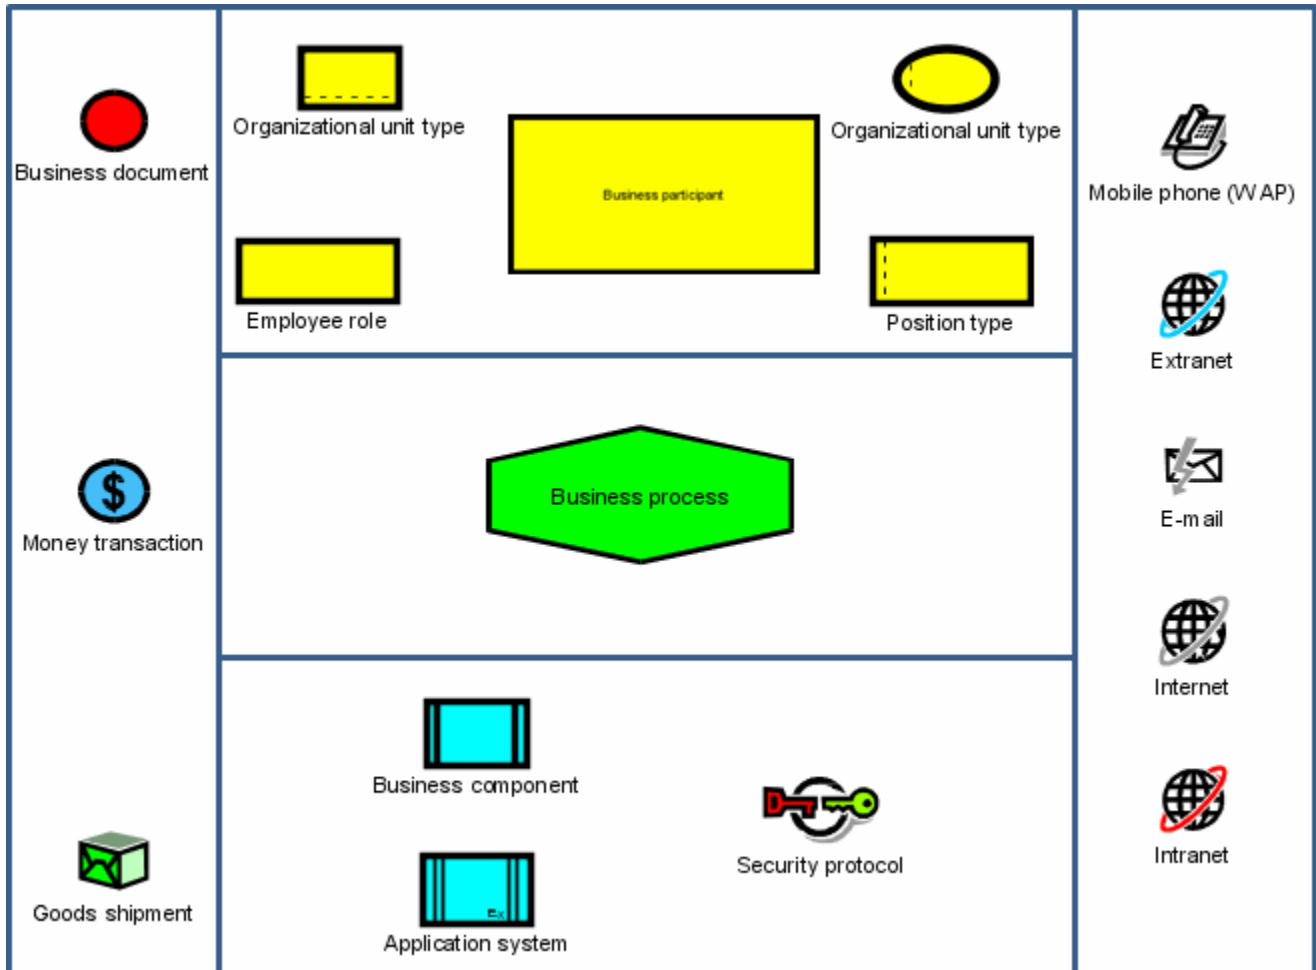 Business document
Money transaction
$
Goods shipment
Organizational unit type
Organizational unit type
Business participant
Employee role
Position type
Business process
Business component
Security protocol
Application system
Ex
Mobile phone (WAP)
Extranet
E-mail
Internet
Intranet